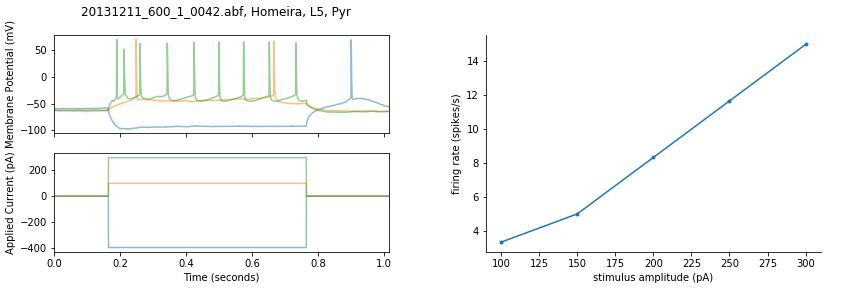 20131211_600_1_0042.abf, Homeira, L5, Pyr
Membrane Potential (mV)
50
0
−50
−100
Applied Current (pA)
200
0
−200
−400
0.0 0.2 0.4 0.6 0.8 1.0
Time (seconds)
firing rate (spikes/s)
14
12
10
8
6
4
100 125 150 175 200 225 250 275 300
stimulus amplitude (pA)